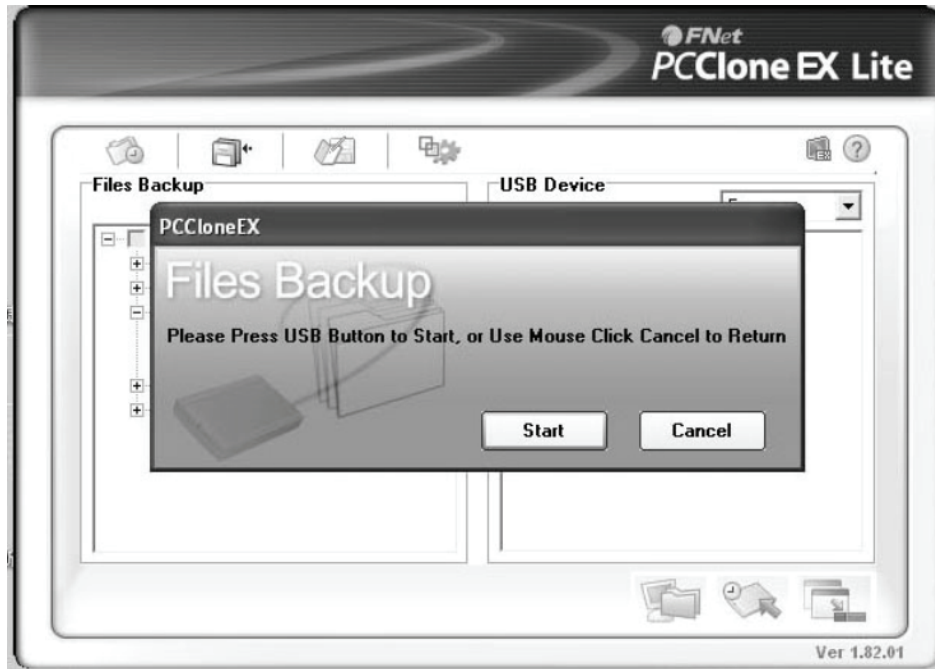 FNet
PCClone EX Lite
Files Backup
USB Device
PCCloneEX
Files Backup
Please Press USB Button to Start, or Use Mouse Click Cancel to Return
Start
Cancel
Ver 1.82.01